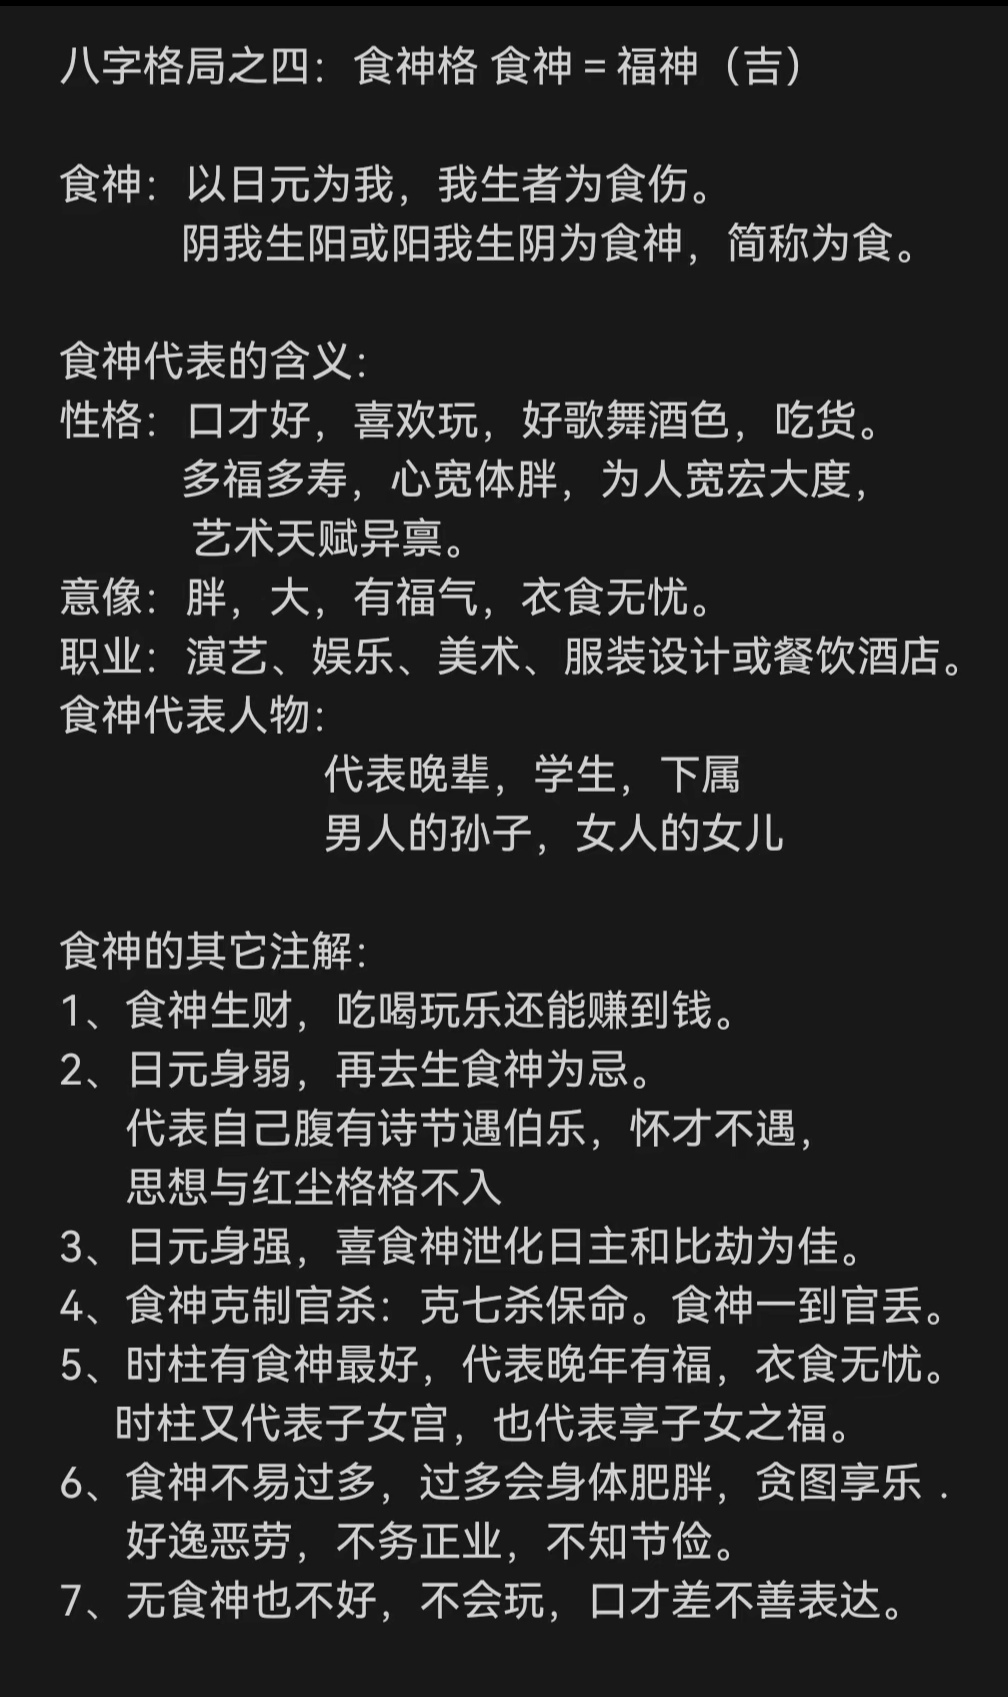 八字格局之四：食神格 食神 = 福神（吉）
食神：以日元为我，我生者为食伤。
阴我生阳或阳我生阴为食神，简称为食。
食神代表的含义：
性格：口才好，喜欢玩，好歌舞酒色，吃货。
多福多寿，心宽体胖，为人宽宏大度，
艺术天赋异禀。
意像：胖，大，有福气，衣食无忧。
职业：演艺、娱乐、美术、服装设计或餐饮酒店。
食神代表人物：
代表晚辈，学生，下属
男人的孙子，女人的女儿
食神的其它注解：
1、食神生财，吃喝玩乐还能赚到钱。
2、日元身弱，再去生食神为忌。
代表自己腹有诗节遇伯乐，怀才不遇，
思想与红尘格格不入
3、日元身强，喜食神泄化日主和比劫为佳。
4、食神克制官杀：克七杀保命。食神一到官丢。
5、时柱有食神最好，代表晚年有福，衣食无忧。
时柱又代表子女宫，也代表享子女之福。
6、食神不易过多，过多会身体肥胖，贪图享乐 .
好逸恶劳，不务正业，不知节俭。
7、无食神也不好，不会玩，口才差不善表达。